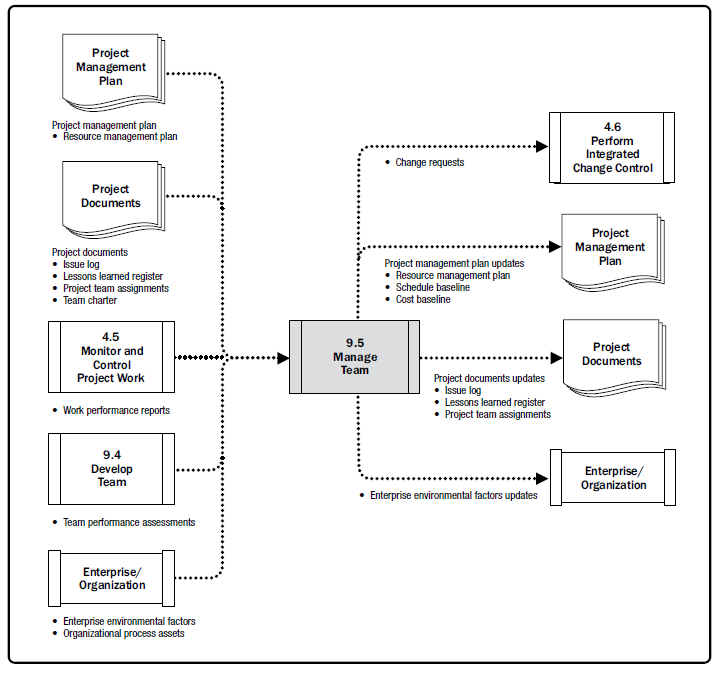 Project
Management
Plan
Project management plan
• Resource management plan
Project
Documents
Project documents
• Issue log
• Lessons learned register
• Project team assignments
• Team charter
4.5
Monitor and
Control
Project Work
• Work performance reports
9.4
Develop
Team
• Team performance assessments
Enterprise/
Organization
• Enterprise environmental factors
• Organizational process assets
9.5
Manage
Team
4.6
Perform
Integrated
Change Control
• Change requests
Project
Management
Plan
Project management plan updates
• Resource management plan
• Schedule baseline
• Cost baseline
Project
Documents
Project documents updates
• Issue log
• Lessons learned register
• Project team assignments
Enterprise/
Organization
• Enterprise environmental factors updates